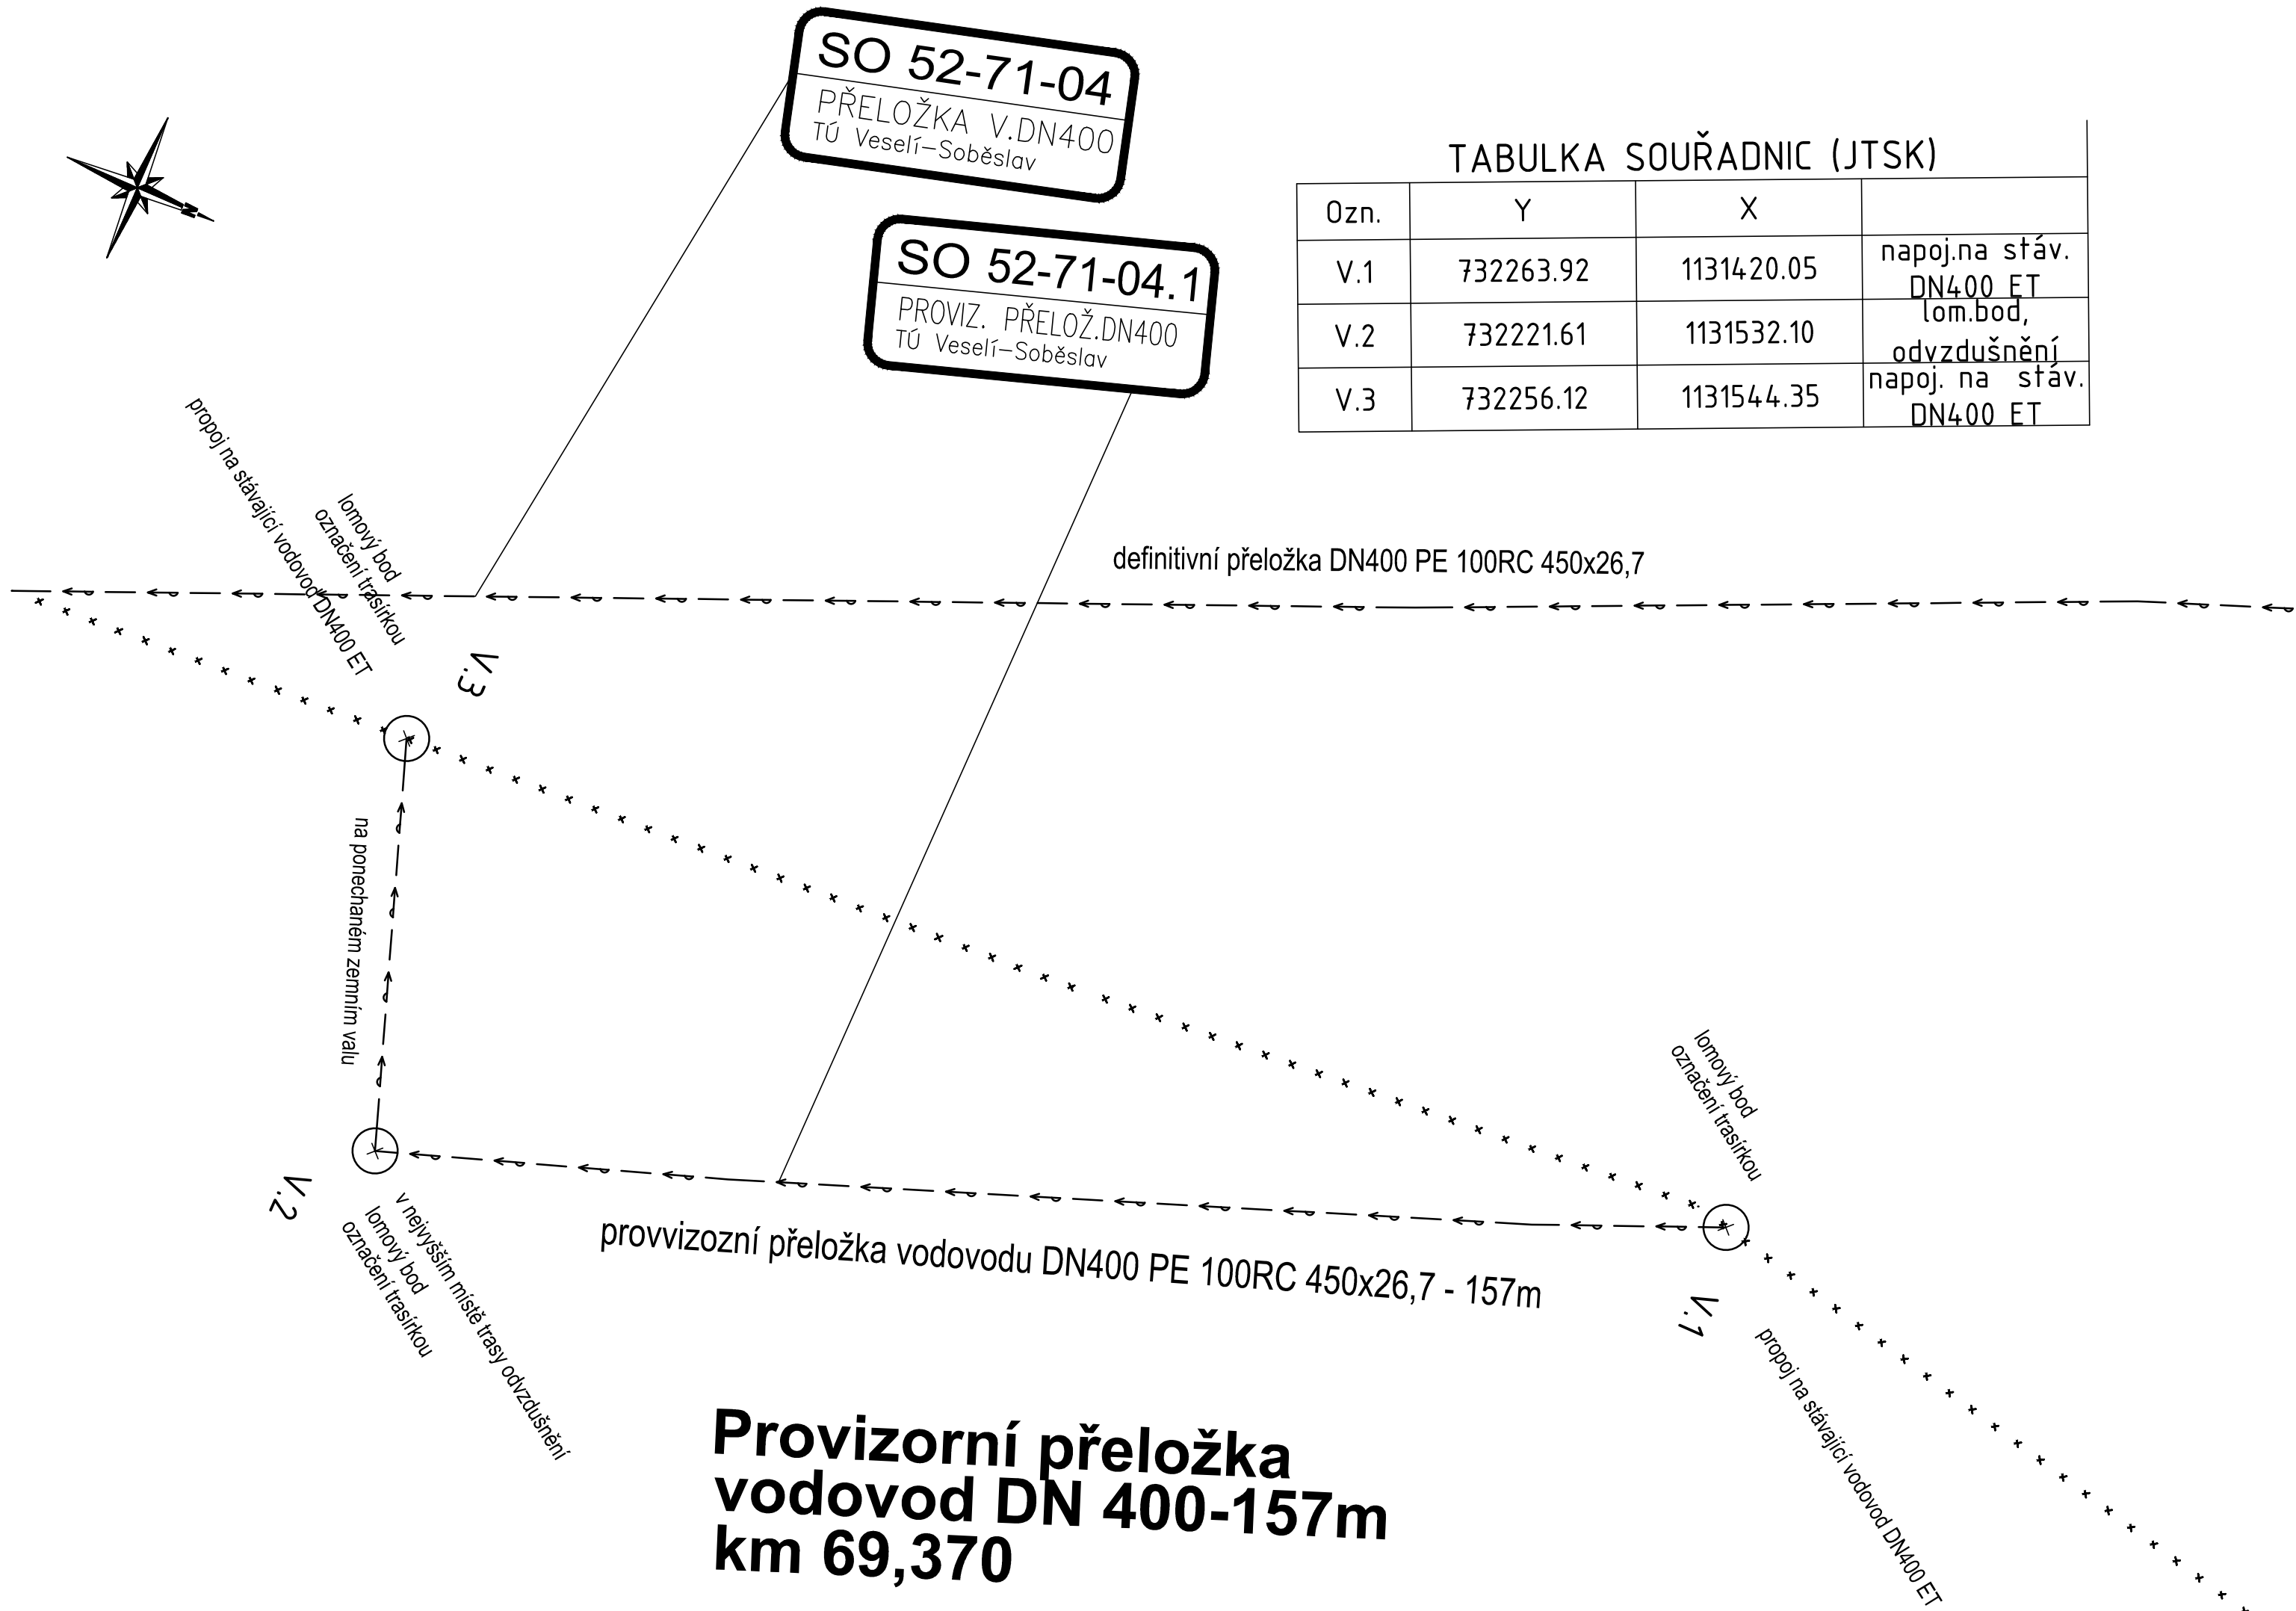 SO 52-71-04
PŘELOŽKA V.DN400
TÚ Veselí-Soběslav
SO 52-71-04.1
PROVIZ. PŘELOŽ.DN400
TÚ Veselí-Soběslav
N
TABULKA SOUŘADNIC (JTSK)
Ozn. Y X
V.1 732263.92 1131420.05 napoj.na stáv.
DN400 ET
V.2 732221.61 1131532.10 lom.bod,
odvzdušnění
V.3 732256.12 1131544.35 napoj. na stáv.
DN400 ET
definitivní přeložka DN400 PE 100RC 450x26,7
propoj na stávající vodovod DN400 ET
lomový bod
označení trasírkou
V.3
na ponechaném zemním valu
V.2
v nejvyšším místě trasy odvzdušnění
lomový bod
označení trasírkou
provvizozní přeložka vodovodu DN400 PE 100RC 450x26,7 - 157m
lomový bod
označení trasírkou
V.1
propoj na stávající vodovod DN400 ET
Provizorní přeložka
vodovod DN 400-157m
km 69,370